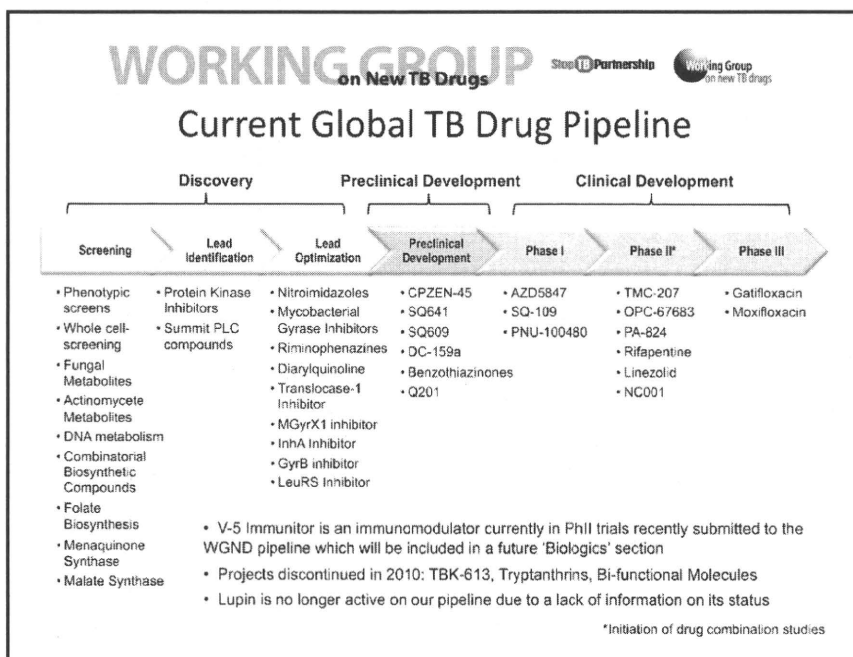 WORKING GROUP
on New TB Drugs
Stop TB Partnership
Working Group
on new TB drugs
Current Global TB Drug Pipeline
Discovery
Preclinical Development
Clinical Development
Screening
Lead
Identification
Lead
Optimization
Preclinical
Development
Phase I
Phase II*
Phase III
• Phenotypic
screens
• Whole cell-
screening
• Fungal
Metabolites
• Actinomycete
Metabolites
• DNA metabolism
• Combinatorial
Biosynthetic
Compounds
• Folate
Biosynthesis
• Menaquinone
Synthase
• Malate Synthase
• Protein Kinase
Inhibitors
• Summit PLC
compounds
• Nitroimidazoles
• Mycobacterial
Gyrase Inhibitors
• Riminophenazines
• Diarylquinoline
• Translocase-1
Inhibitor
• MGyrX1 inhibitor
• InhA Inhibitor
• GyrB inhibitor
• LeuRS Inhibitor
• CPZEN-45
• SQ641
• SQ609
• DC-159a
• Benzothiazinones
• Q201
• AZD5847
• SQ-109
• PNU-100480
• TMC-207
• OPC-67683
• PA-824
• Rifapentine
• Linezolid
• NC001
• Gatifloxacin
• Moxifloxacin
• V-5 Immunitor is an immunomodulator currently in PhII trials recently submitted to the
WGND pipeline which will be included in a future 'Biologics' section
• Projects discontinued in 2010: TBK-613, Tryptanthrins, Bi-functional Molecules
• Lupin is no longer active on our pipeline due to a lack of information on its status
*Initiation of drug combination studies